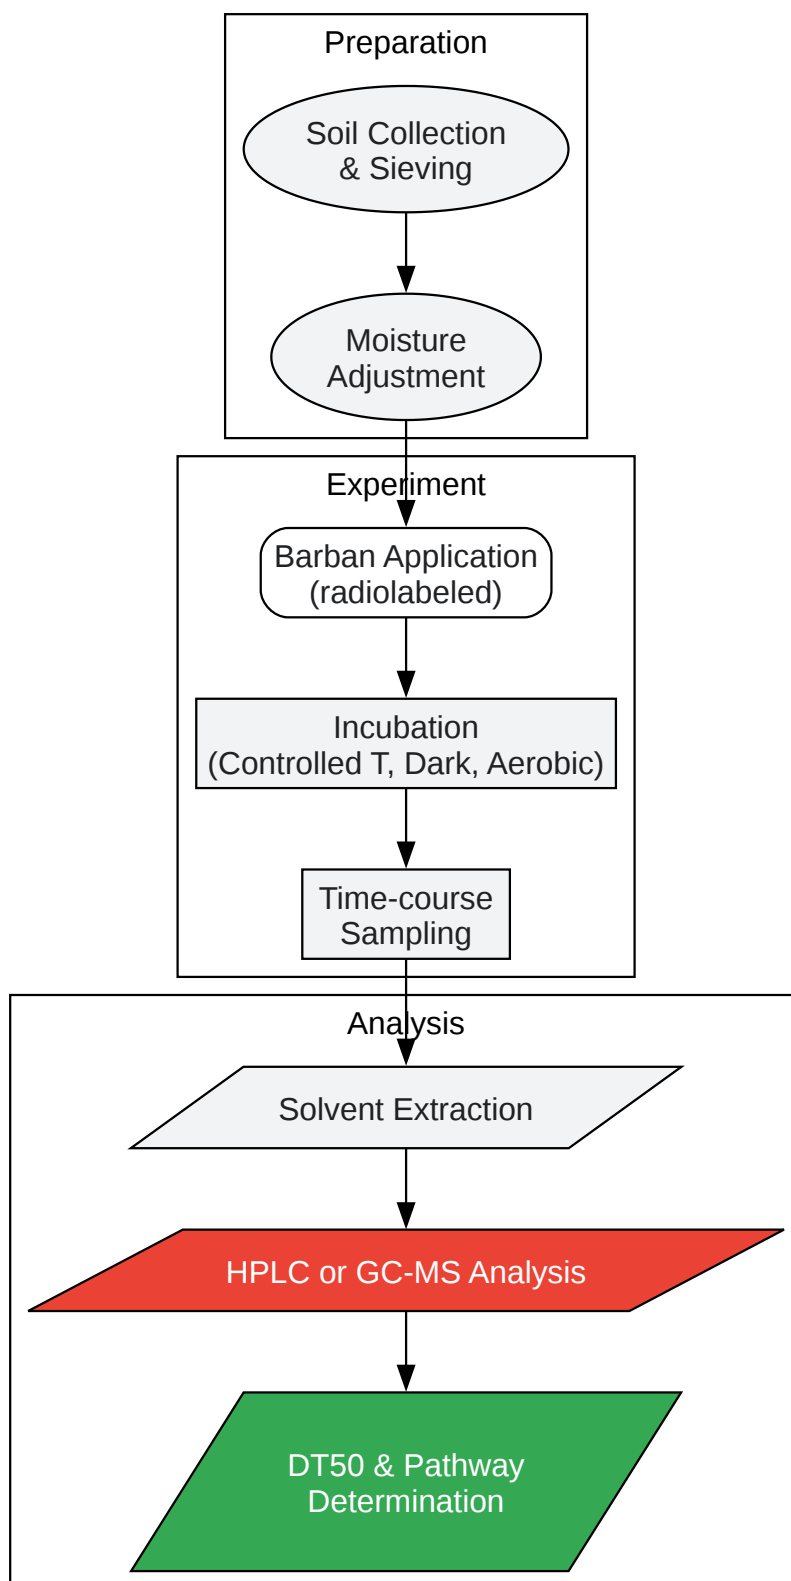 Preparation
Soil Collection
& Sieving
Moisture
Adjustment
Experiment
Barban Application
(radiolabeled)
Incubation
(Controlled T, Dark, Aerobic)
Time-course
Sampling
Analysis
Solvent Extraction
HPLC or GC-MS Analysis
DT50 & Pathway
Determination